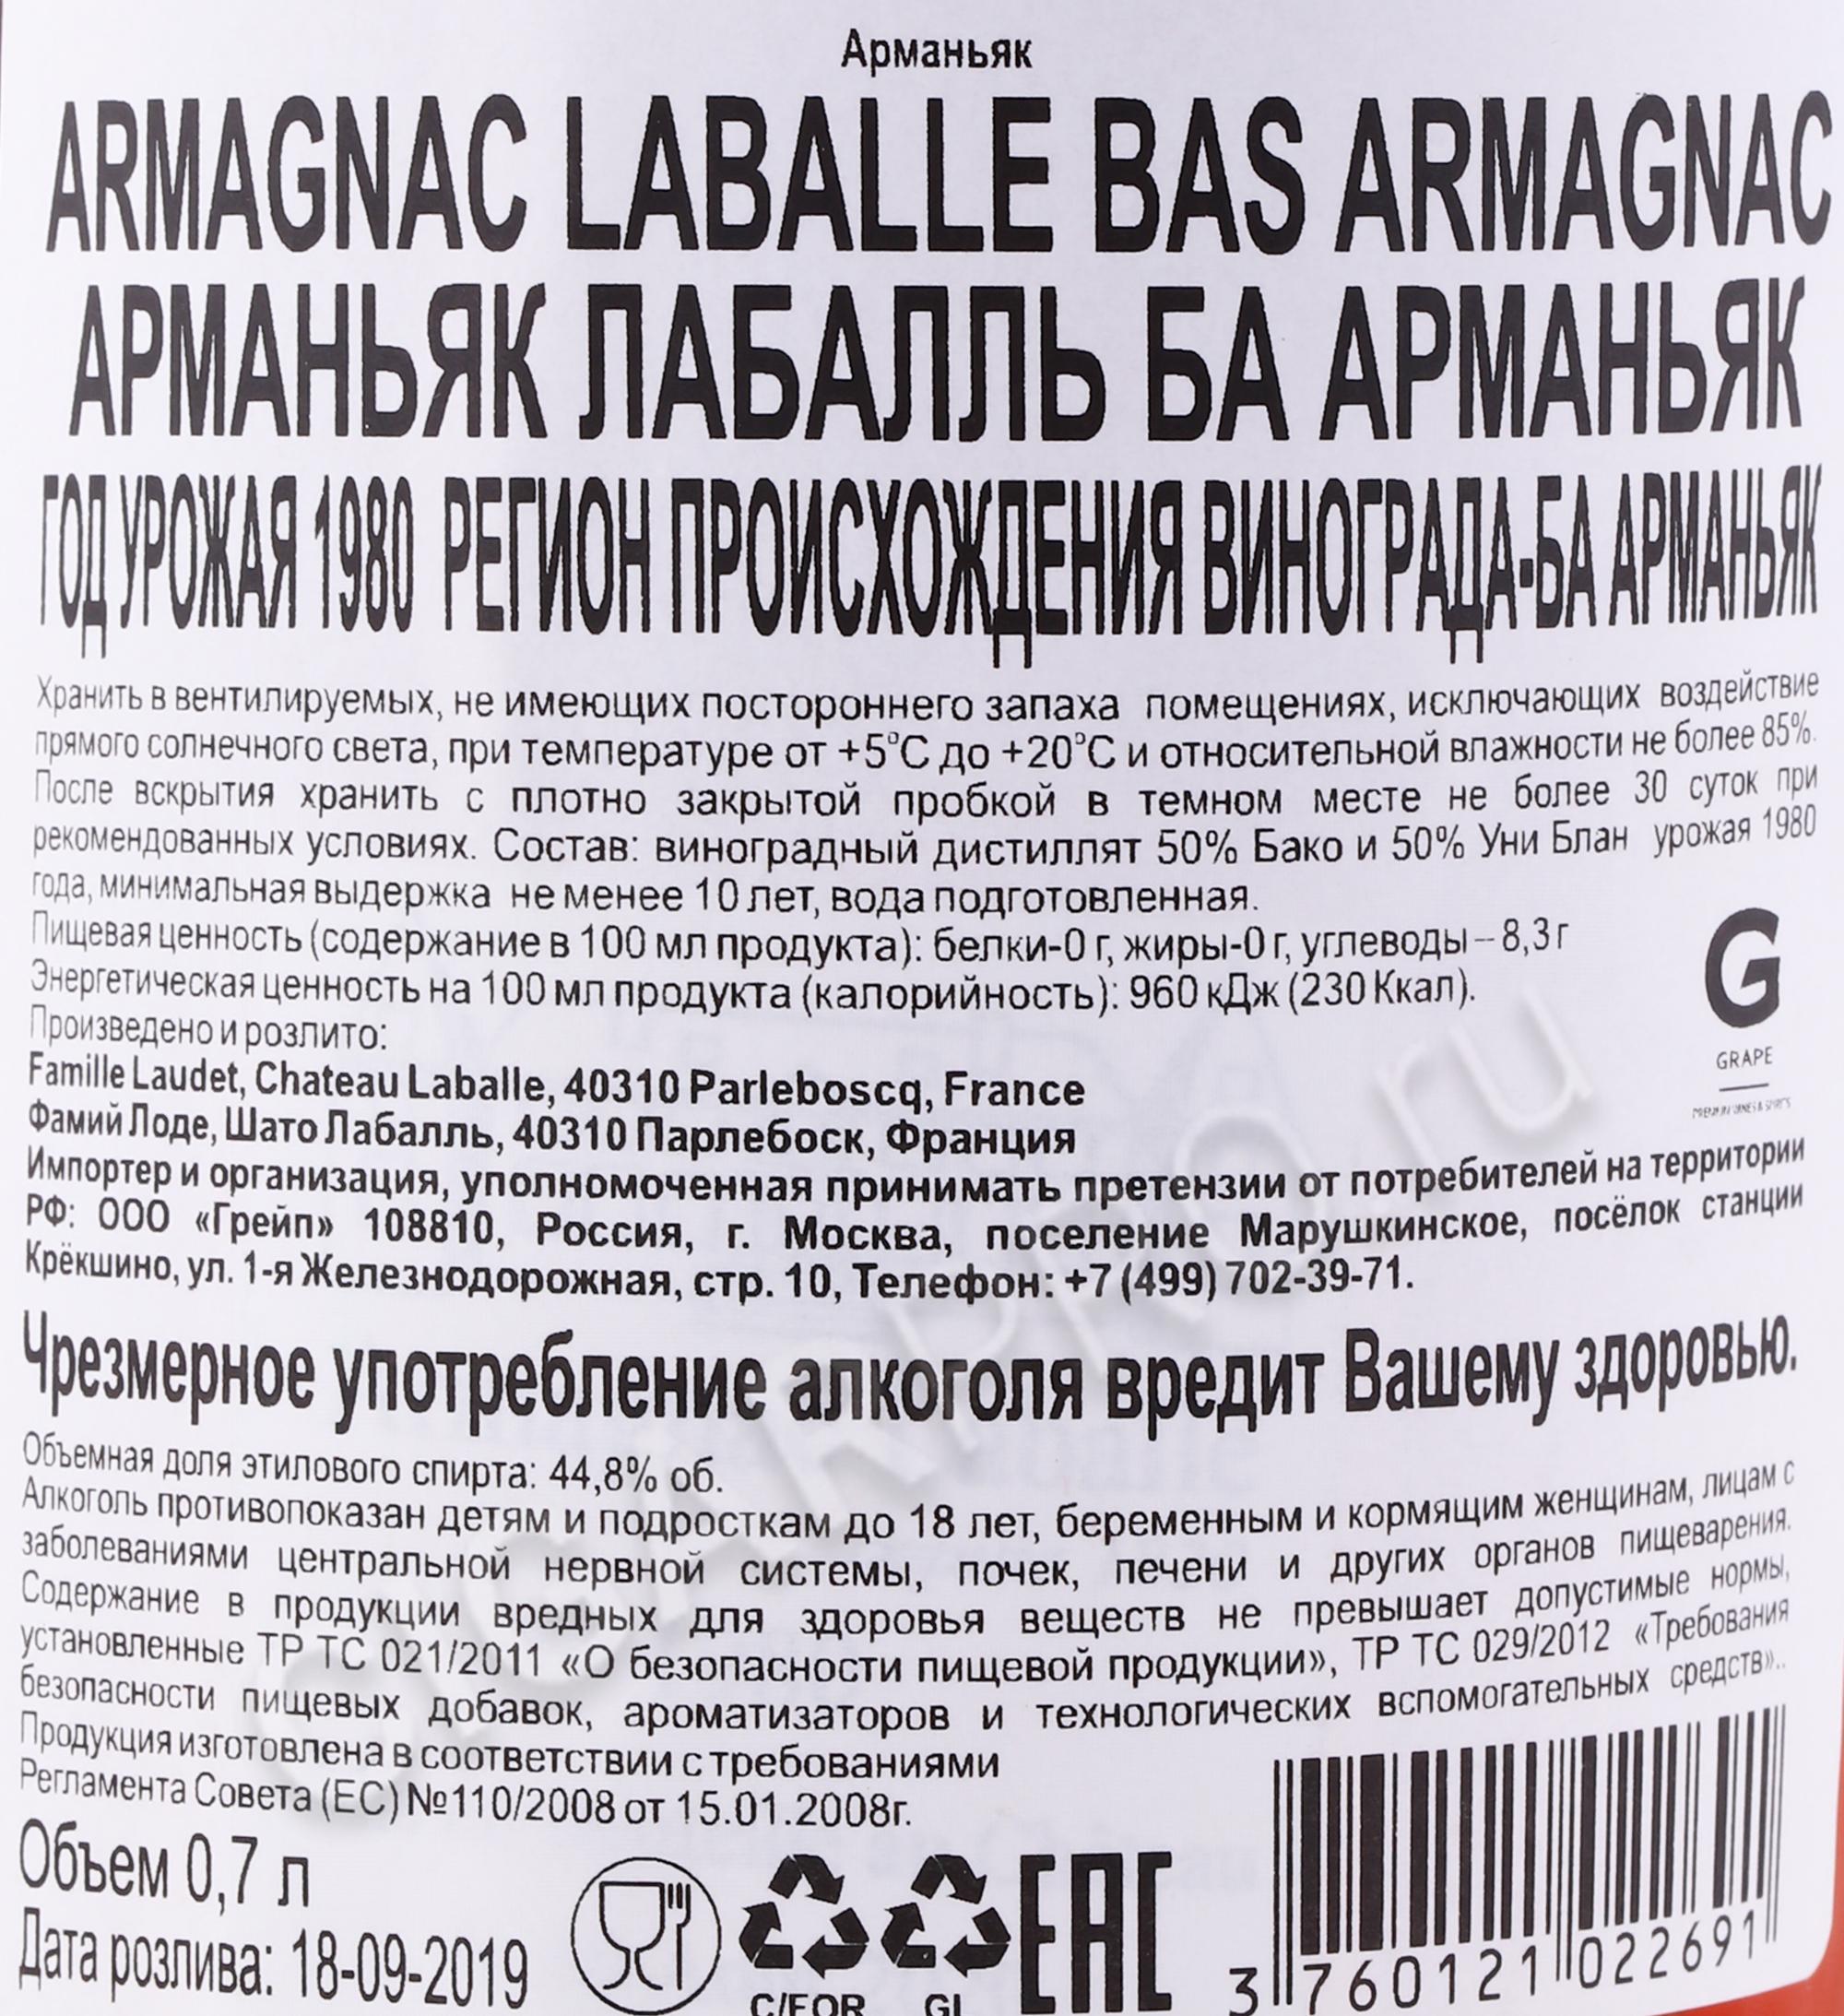 Арманьяк
ARMAGNAC LABALLE BAS ARMAGNAC
АРМАНЬЯК ЛАБАЛЛЬ БА АРМАНЬЯК
ГОД УРОЖАЯ 1980 РЕГИОН ПРОИСХОЖДЕНИЯ ВИНОГРАДА-БА АРМАНЬЯК
Хранить в вентилируемых, не имеющих постороннего запаха помещениях, исключающих воздействие
прямого солнечного света, при температуре от +5°С до +20°С и относительной влажности не более 85%.
После вскрытия хранить с плотно закрытой пробкой в темном месте не более 30 суток при
рекомендованных условиях. Состав: виноградный дистиллят 50% Бако и 50% Уни Блан урожая 1980
года, минимальная выдержка не менее 10 лет, вода подготовленная.
Пищевая ценность (содержание в 100 мл продукта): белки-0 г, жиры-0 г, углеводы – 8,3 г
Энергетическая ценность на 100 мл продукта (калорийность): 960 кДж (230 Ккал).
Произведено и розлито:
Famille Laudet, Chateau Laballe, 40310 Parleboscq, France
Фамий Лоде, Шато Лабалль, 40310 Парлебоск, Франция
G
GRAPE
PREMIUM WINES & SPIRITS
Импортер и организация, уполномоченная принимать претензии от потребителей на территории
РФ: ООО «Грейп» 108810, Россия, г. Москва, поселение Марушкинское, посёлок станции
Крёкшино, ул. 1-я Железнодорожная, стр. 10, Телефон: +7 (499) 702-39-71.
Чрезмерное употребление алкоголя вредит Вашему здоровью.
Объемная доля этилового спирта: 44,8% об.
Алкоголь противопоказан детям и подросткам до 18 лет, беременным и кормящим женщинам, лицам с
заболеваниями центральной нервной системы, почек, печени и других органов пищеварения.
Содержание в продукции вредных для здоровья веществ не превышает допустимые нормы,
установленные ТР ТС 021/2011 «О безопасности пищевой продукции», ТР ТС 029/2012 «Требования
безопасности пищевых добавок, ароматизаторов и технологических вспомогательных средств»..
Продукция изготовлена в соответствии с требованиями
Регламента Совета (ЕС) №110/2008 от 15.01.2008г.
Объем 0,7 л
Дата розлива: 18-09-2019
C/FOR GL
EAC
3 760121 022691
CIGARPRO.ru